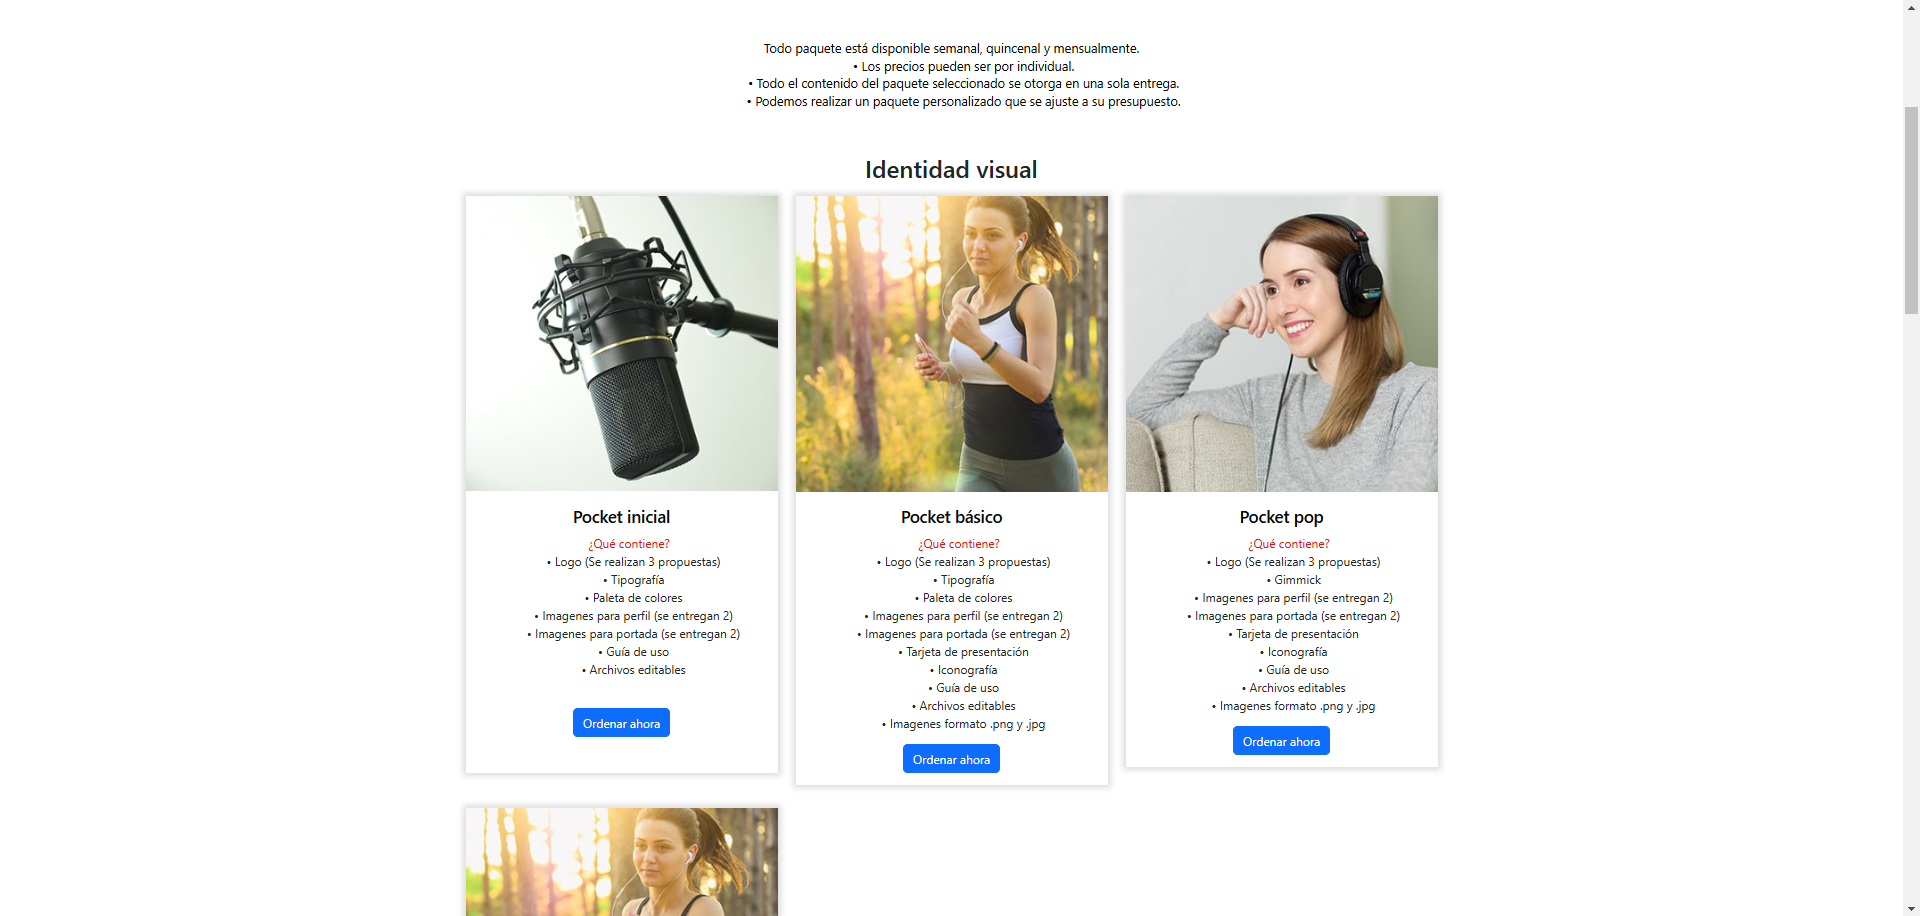 Todo paquete está disponible semanal, quincenal y mensualmente.
• Los precios pueden ser por individual.
• Todo el contenido del paquete seleccionado se otorga en una sola entrega.
• Podemos realizar un paquete personalizado que se ajuste a su presupuesto.
Identidad visual
Pocket inicial
¿Qué contiene?
• Logo (Se realizan 3 propuestas)
• Tipografía
• Paleta de colores
• Imagenes para perfil (se entregan 2)
• Imagenes para portada (se entregan 2)
• Guía de uso
• Archivos editables
Ordenar ahora
Pocket básico
¿Qué contiene?
• Logo (Se realizan 3 propuestas)
• Tipografía
• Paleta de colores
• Imagenes para perfil (se entregan 2)
• Imagenes para portada (se entregan 2)
• Tarjeta de presentación
• Iconografía
• Guía de uso
• Archivos editables
• Imagenes formato .png y .jpg
Ordenar ahora
Pocket pop
¿Qué contiene?
• Logo (Se realizan 3 propuestas)
• Gimmick
• Imagenes para perfil (se entregan 2)
• Imagenes para portada (se entregan 2)
• Tarjeta de presentación
• Iconografía
• Guía de uso
• Archivos editables
• Imagenes formato .png y .jpg
Ordenar ahora